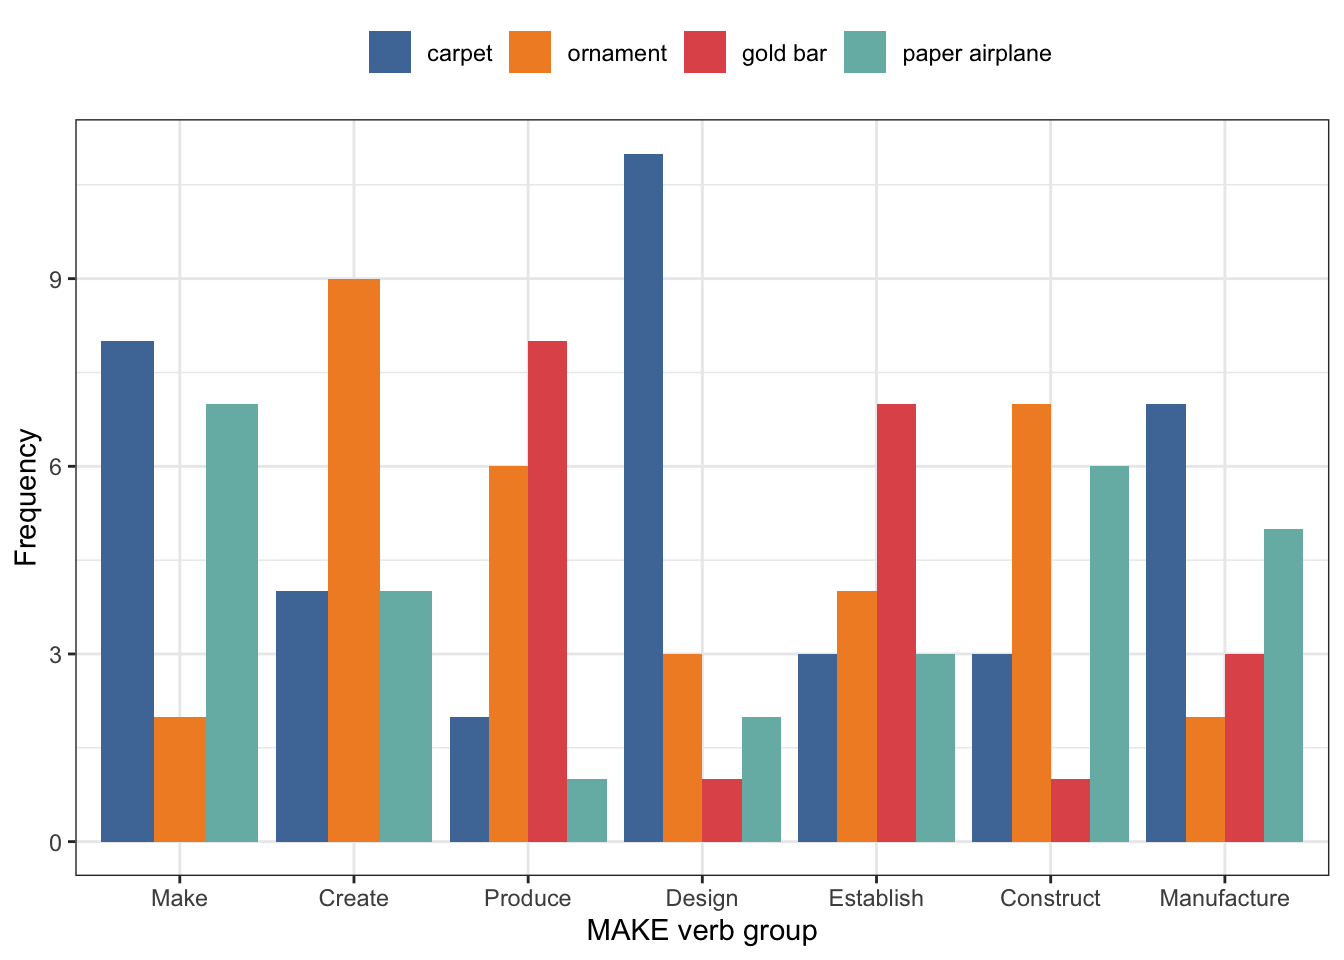 carpet ornament gold bar paper airplane
Frequency
9
6
3
0
Make Create Produce Design Establish Construct Manufacture
MAKE verb group